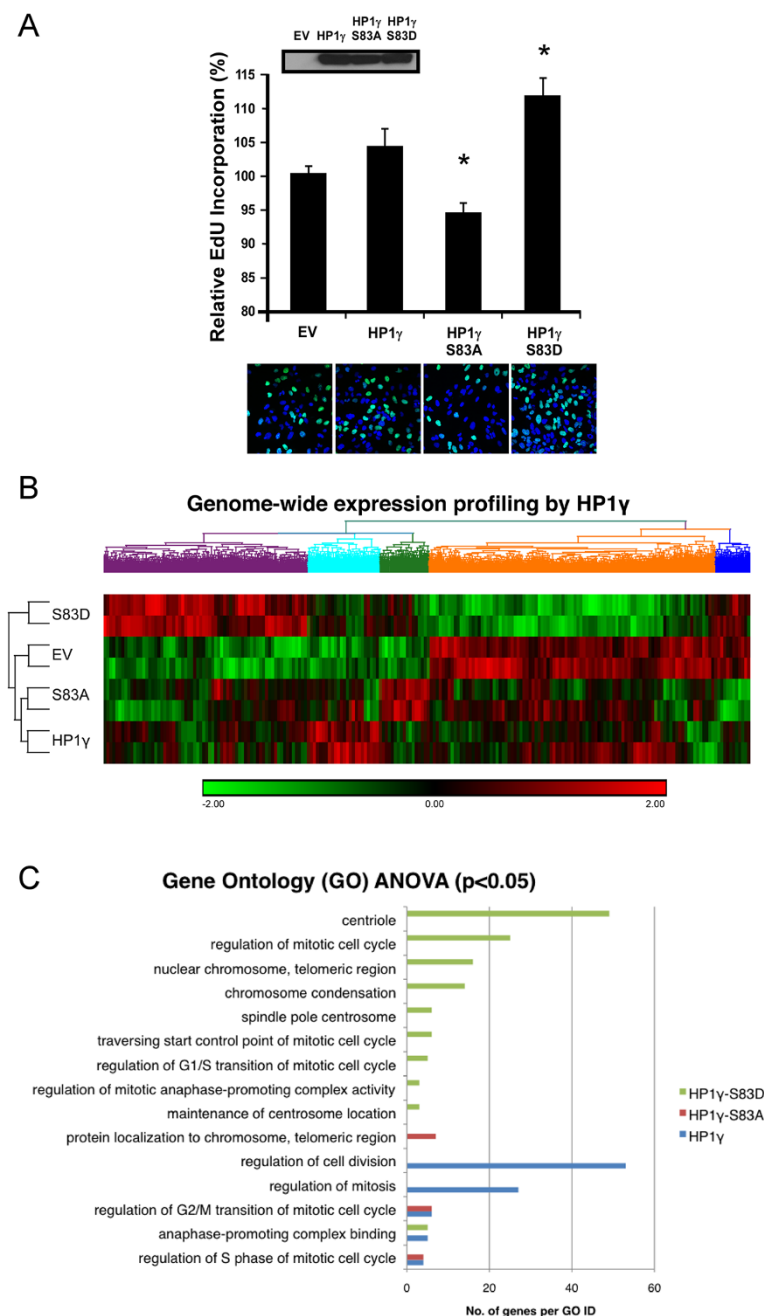 A
EV HP1γ HP1γ S83A HP1γ S83D
*
*
Relative EdU Incorporation (%)
115
110
105
100
95
90
85
80
EV HP1γ HP1γ S83A HP1γ S83D
B
Genome-wide expression profiling by HP1γ
S83D
EV
S83A
HP1γ
-2.00 0.00 2.00
C
Gene Ontology (GO) ANOVA (p<0.05)
centriole
regulation of mitotic cell cycle
nuclear chromosome, telomeric region
chromosome condensation
spindle pole centrosome
traversing start control point of mitotic cell cycle
regulation of G1/S transition of mitotic cell cycle
regulation of mitotic anaphase-promoting complex activity
maintenance of centrosome location
protein localization to chromosome, telomeric region
regulation of cell division
regulation of mitosis
regulation of G2/M transition of mitotic cell cycle
anaphase-promoting complex binding
regulation of S phase of mitotic cell cycle
HP1γ-S83D
HP1γ-S83A
HP1γ
0 20 40 60
No. of genes per GO ID